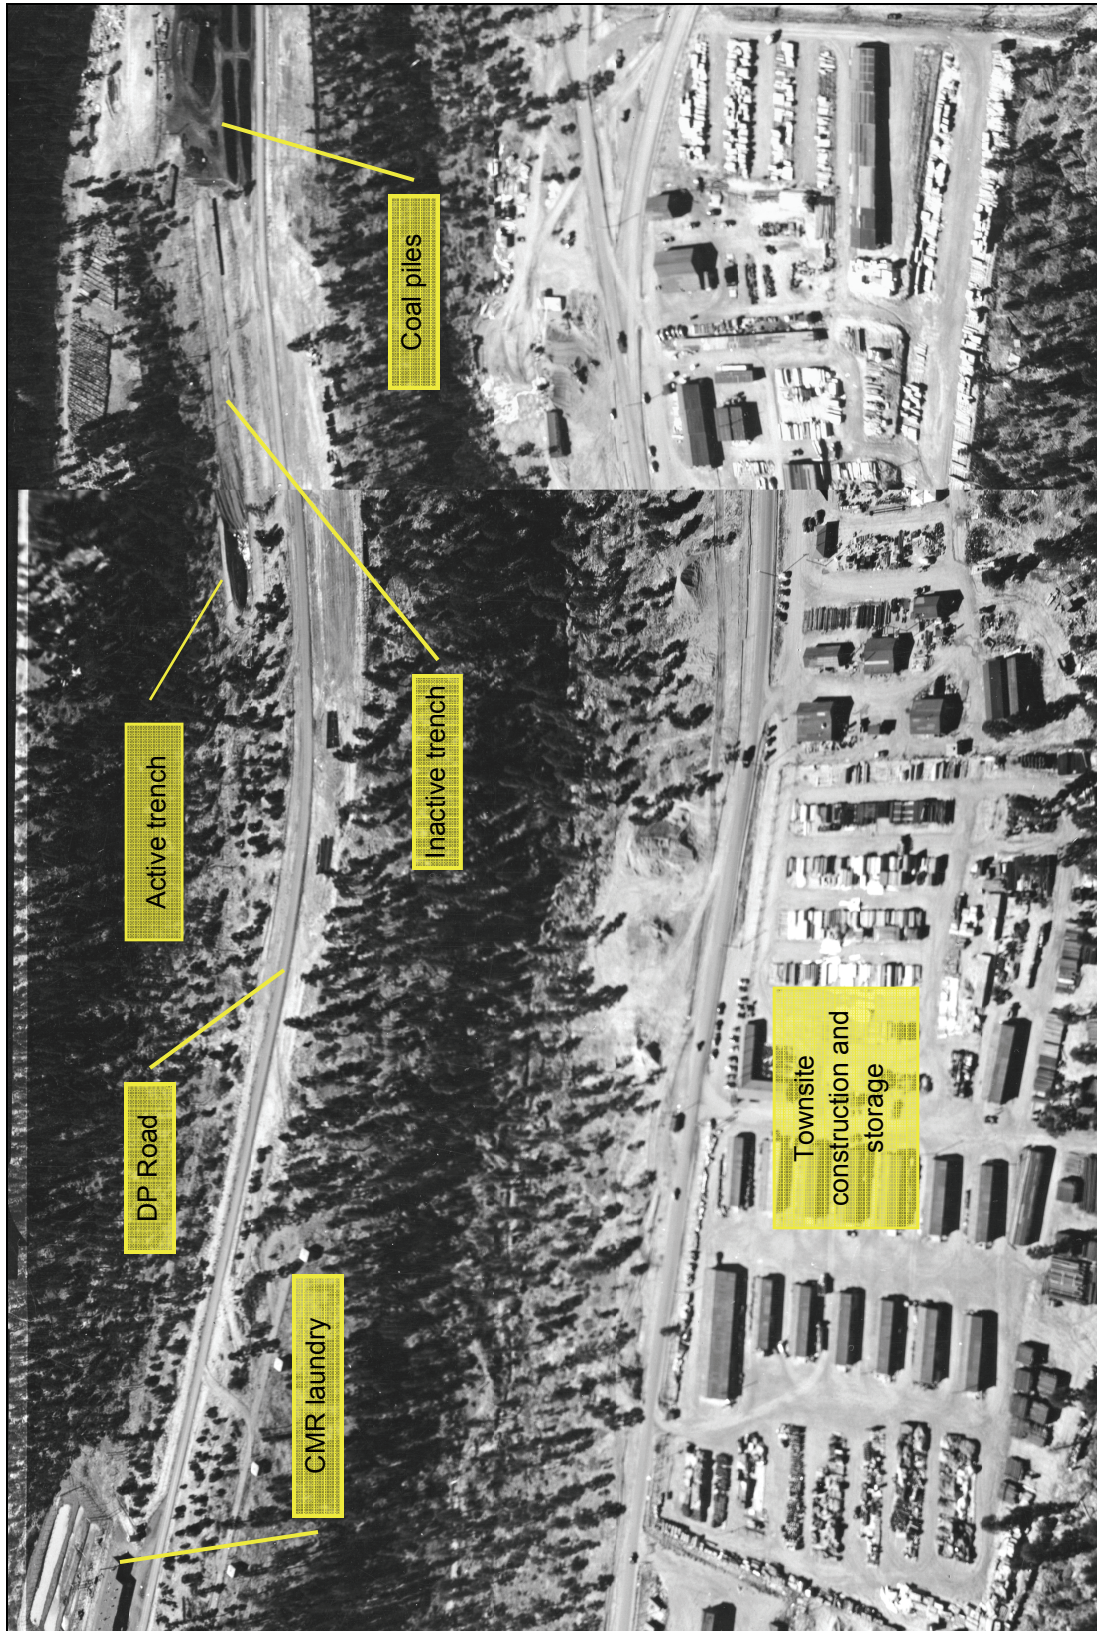 Coal piles
Active trench
Inactive trench
DP Road
Townsite
construction and
storage
CMR laundry